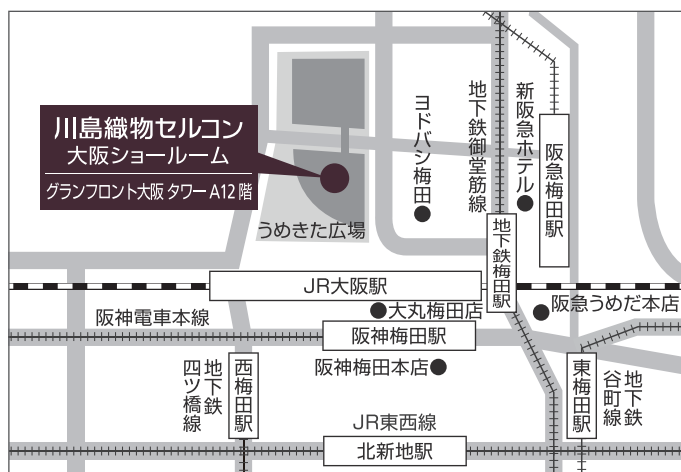 川島織物セルコン
大阪ショールーム
グランフロント大阪 タワーA12階
うめきた広場
ヨドバシ梅田
地下鉄御堂筋線
新阪急ホテル
阪急梅田駅
地下鉄梅田駅
JR大阪駅
大丸梅田店
阪急うめだ本店
阪神電車本線
阪神梅田駅
阪神梅田本店
地下鉄
四ツ橋線
西梅田駅
東梅田駅
地下鉄
谷町線
JR東西線
北新地駅